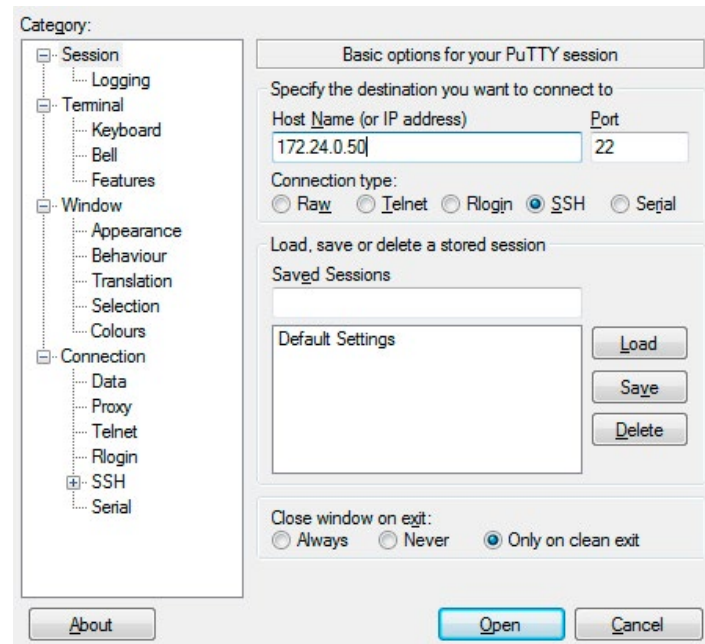 Category:
Session
Logging
Terminal
Keyboard
Bell
Features
Window
Appearance
Behaviour
Translation
Selection
Colours
Connection
Data
Proxy
Telnet
Rlogin
SSH
Serial
Basic options for your PuTTY session
Specify the destination you want to connect to
Host Name (or IP address) Port
172.24.0.50 22
Connection type:
Raw Telnet Rlogin SSH Serial
Load, save or delete a stored session
Saved Sessions
Default Settings
Load
Save
Delete
Close window on exit:
Always Never Only on clean exit
About Open Cancel